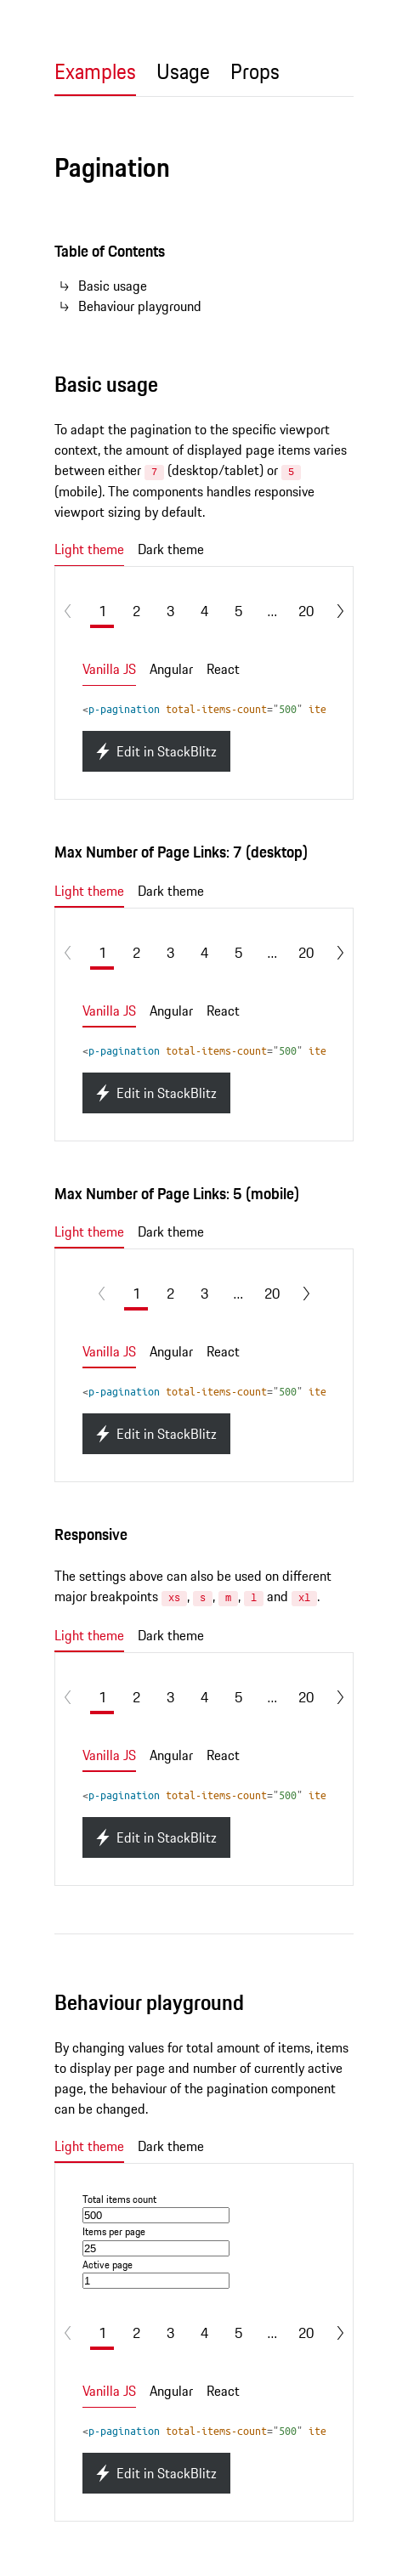 Examples Usage Props
Pagination
Table of Contents
↳ Basic usage
↳ Behaviour playground
Basic usage
To adapt the pagination to the specific viewport
context, the amount of displayed page items varies
between either 7 (desktop/tablet) or 5
(mobile). The components handles responsive
viewport sizing by default.
Light theme Dark theme
1 2 3 4 5 ... 20
Vanilla JS Angular React
<p-pagination total-items-count="500" ite
Edit in StackBlitz
Max Number of Page Links: 7 (desktop)
Light theme Dark theme
1 2 3 4 5 ... 20
Vanilla JS Angular React
<p-pagination total-items-count="500" ite
Edit in StackBlitz
Max Number of Page Links: 5 (mobile)
Light theme Dark theme
1 2 3 ... 20
Vanilla JS Angular React
<p-pagination total-items-count="500" ite
Edit in StackBlitz
Responsive
The settings above can also be used on different
major breakpoints xs, s, m, l and xl.
Light theme Dark theme
1 2 3 4 5 ... 20
Vanilla JS Angular React
<p-pagination total-items-count="500" ite
Edit in StackBlitz
Behaviour playground
By changing values for total amount of items, items
to display per page and number of currently active
page, the behaviour of the pagination component
can be changed.
Light theme Dark theme
Total items count
500
Items per page
25
Active page
1
1 2 3 4 5 ... 20
Vanilla JS Angular React
<p-pagination total-items-count="500" ite
Edit in StackBlitz